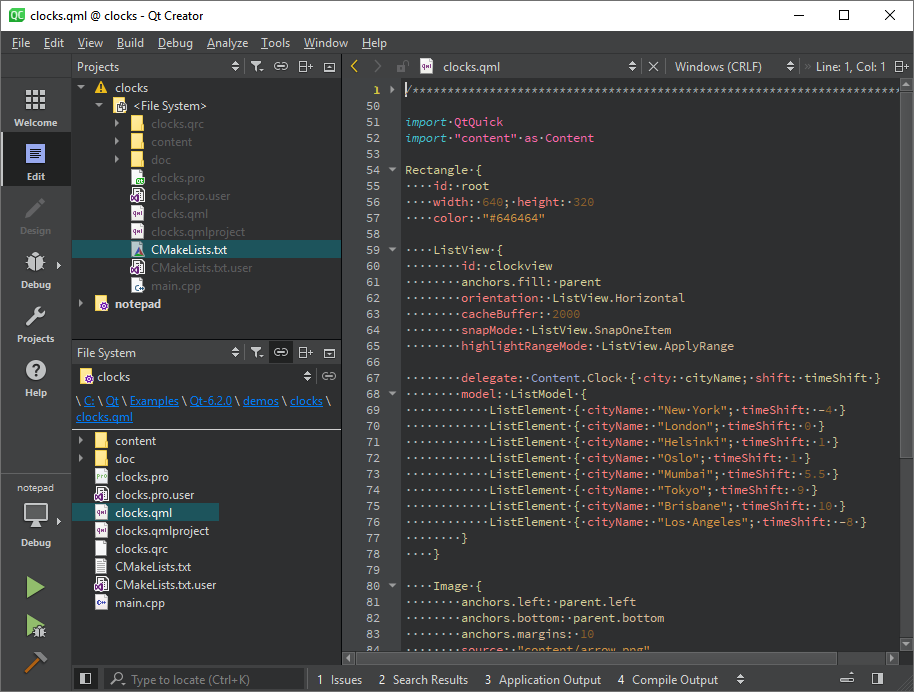 clocks.qml @ clocks - Qt Creator
File Edit View Build Debug Analyze Tools Window Help
Projects
clocks
<File System>
clocks.qrc
content
doc
clocks.pro
clocks.pro.user
clocks.qml
clocks.qmlproject
CMakeLists.txt
CMakeLists.txt.user
main.cpp
notepad
Welcome
Edit
Design
Debug
Projects
Help
notepad
Debug
File System
clocks
\ C: \ Qt \ Examples \ Qt-6.2.0 \ demos \ clocks \
clocks.qml
content
doc
clocks.pro
clocks.pro.user
clocks.qml
clocks.qmlproject
clocks.qrc
CMakeLists.txt
CMakeLists.txt.user
main.cpp
clocks.qml Windows (CRLF) Line: 1, Col: 1
1 /************************************************************************
50
51 import·QtQuick
52 import·"content"·as·Content
53
54 Rectangle·{
55 ····id:·root
56 ····width:·640;·height:·320
57 ····color:·"#646464"
58
59 ····ListView·{
60 ········id:·clockview
61 ········anchors.fill:·parent
62 ········orientation:·ListView.Horizontal
63 ········cacheBuffer:·2000
64 ········snapMode:·ListView.SnapOneItem
65 ········highlightRangeMode:·ListView.ApplyRange
66
67 ········delegate:·Content.Clock·{·city:·cityName;·shift:·timeShift·}
68 ········model:·ListModel·{
69 ············ListElement·{·cityName:·"New·York";·timeShift:·-4·}
70 ············ListElement·{·cityName:·"London";·timeShift:·0·}
71 ············ListElement·{·cityName:·"Helsinki";·timeShift:·1·}
72 ············ListElement·{·cityName:·"Oslo";·timeShift:·1·}
73 ············ListElement·{·cityName:·"Mumbai";·timeShift:·5.5·}
74 ············ListElement·{·cityName:·"Tokyo";·timeShift:·9·}
75 ············ListElement·{·cityName:·"Brisbane";·timeShift:·10·}
76 ············ListElement·{·cityName:·"Los·Angeles";·timeShift:·-8·}
77 ········}
78 ····}
79
80 ····Image·{
81 ········anchors.left:·parent.left
82 ········anchors.bottom:·parent.bottom
83 ········anchors.margins:·10
84 ········source:·"content/arrow.png"
Type to locate (Ctrl+K) 1 Issues 2 Search Results 3 Application Output 4 Compile Output